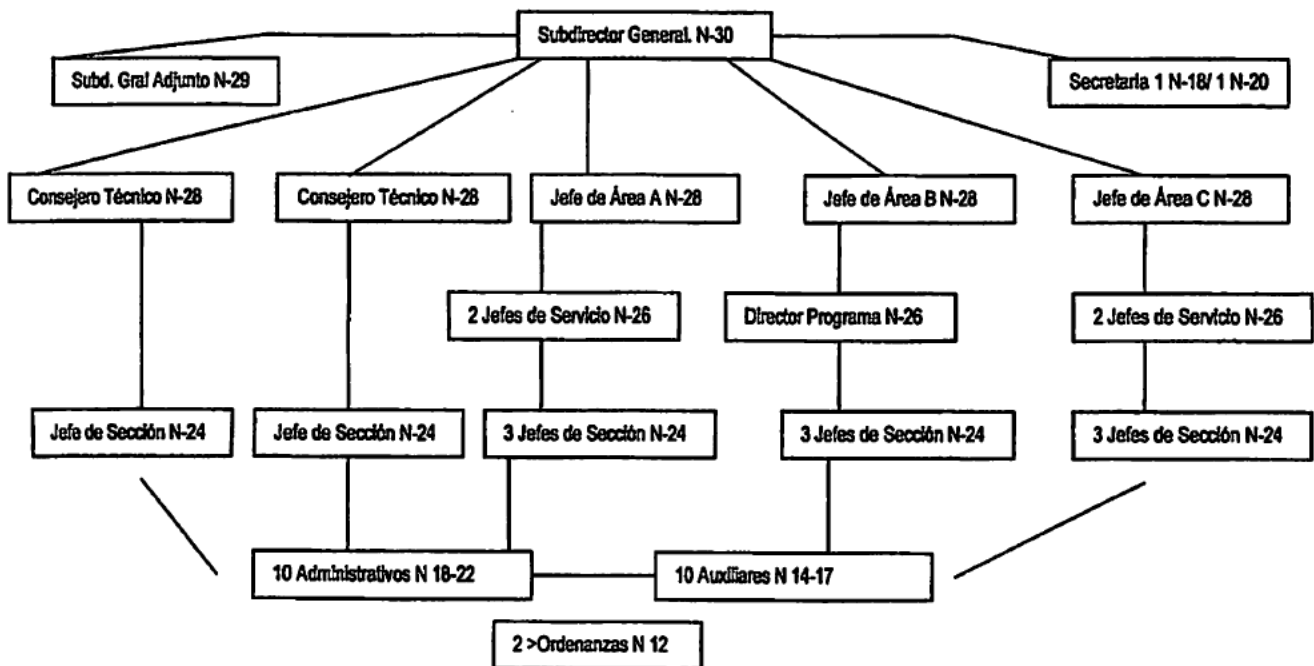 Subdirector General. N-30
Subd. Gral Adjunto N-29
Secretaria 1 N-18/ 1 N-20
Consejero Técnico N-28
Consejero Técnico N-28
Jefe de Área A N-28
Jefe de Área B N-28
Jefe de Área C N-28
2 Jefes de Servicio N-26
Director Programa N-26
2 Jefes de Servicio N-26
Jefe de Sección N-24
Jefe de Sección N-24
3 Jefes de Sección N-24
3 Jefes de Sección N-24
3 Jefes de Sección N-24
10 Administrativos N 18-22
10 Auxiliares N 14-17
2 >Ordenanzas N 12